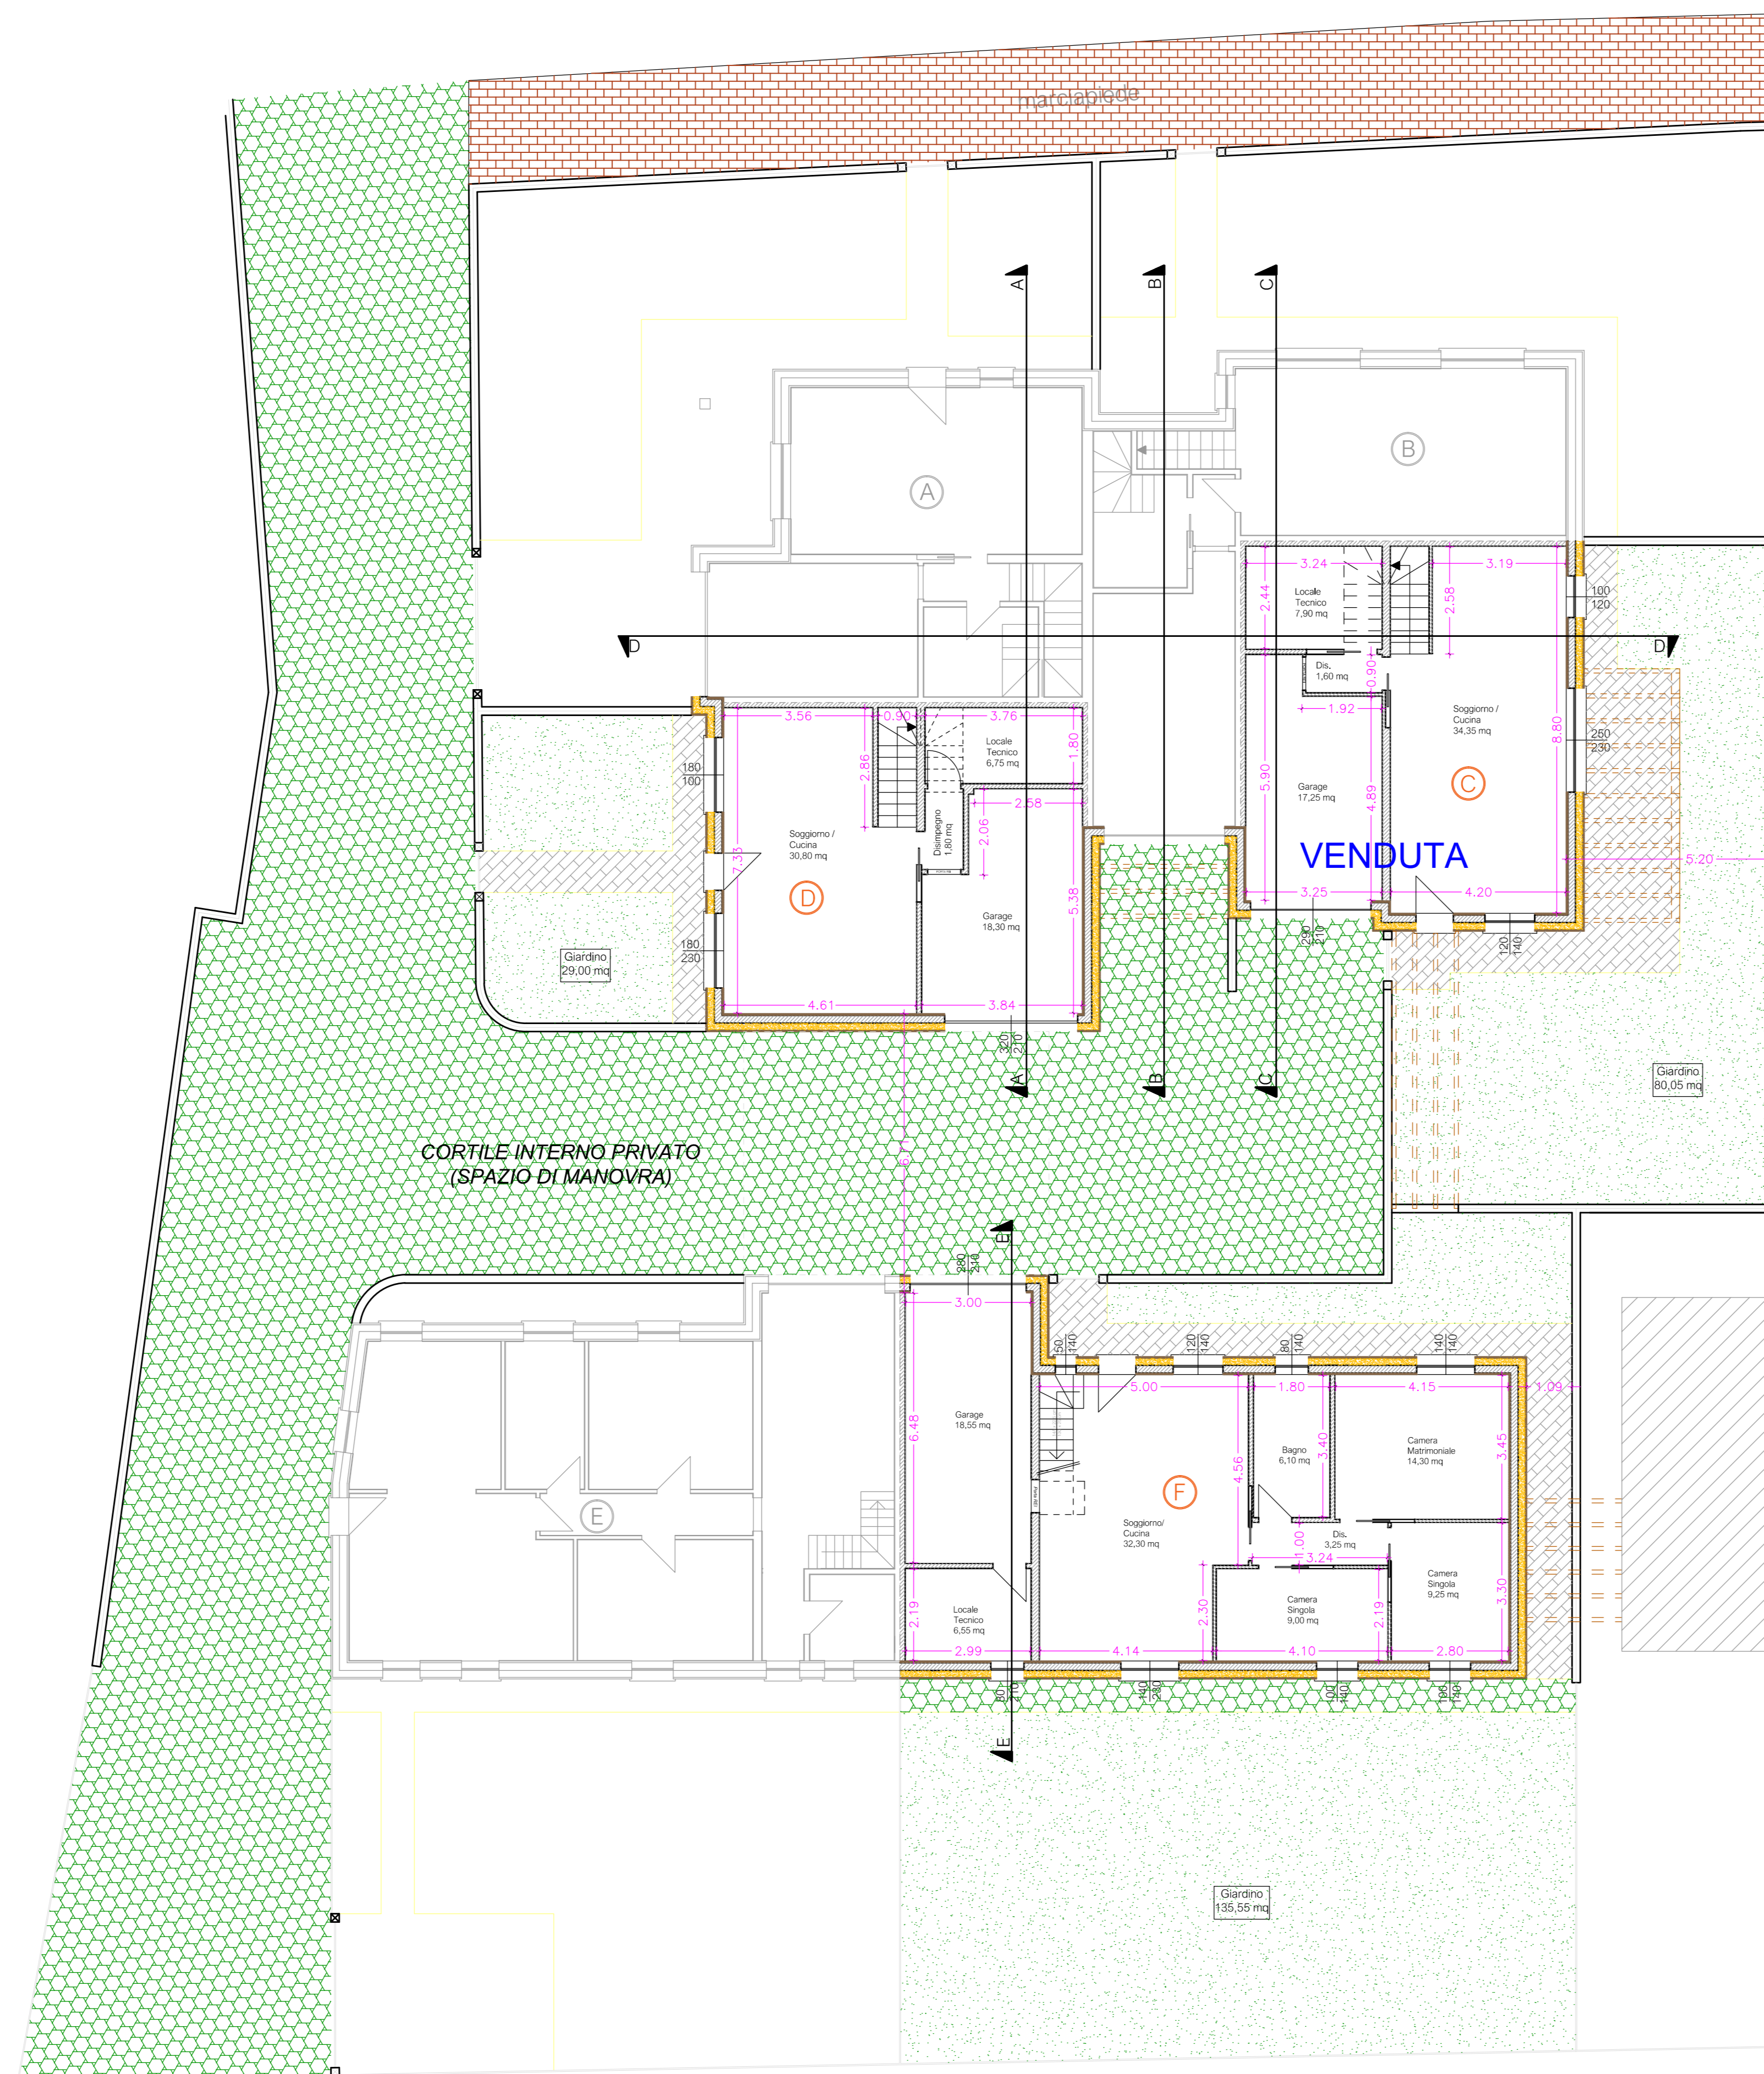 marciapiede
A
B
C
A
B
D
D
3.24
3.19
2.44
Locale
Tecnico
7,90 mq
2.58
100
120
Dis.
1,60 mq
0.90
1.92
Soggiorno /
Cucina
34,35 mq
8.80
250
230
5.90
4.89
Garage
17,25 mq
C
VENDUTA
5.20
3.25
4.20
290
210
120
140
3.56
0.90
3.76
Locale
Tecnico
6,75 mq
1.80
2.86
180
100
2.58
2.06
Disimpegno
1,80 mq
Soggiorno /
Cucina
30,80 mq
7.33
D
5.38
Garage
18,30 mq
180
230
Giardino
29,00 mq
4.61
3.84
320
210
A
B
C
Giardino
80,05 mq
6.71
CORTILE INTERNO PRIVATO
(SPAZIO DI MANOVRA)
E
280
210
3.00
50
140
120
140
80
140
140
140
5.00
1.80
4.15
1.09
Garage
18,55 mq
6.48
4.56
3.40
Bagno
6,10 mq
Camera
Matrimoniale
14,30 mq
3.45
E
F
Soggiorno/
Cucina
32,30 mq
1.00
Dis.
3,25 mq
3.24
Camera
Singola
9,25 mq
3.30
Locale
Tecnico
6,55 mq
2.19
2.30
Camera
Singola
9,00 mq
2.19
2.99
4.14
4.10
2.80
80
210
140
230
100
140
100
140
E
Giardino
135,55 mq